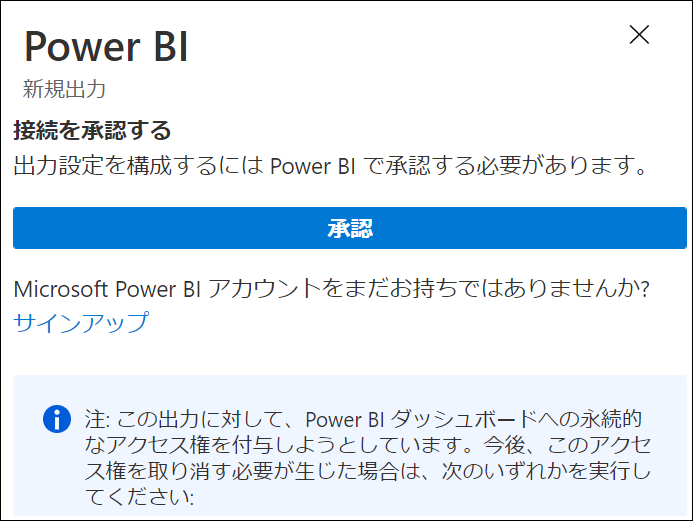 Power BI
新規出力
接続を承認する
出力設定を構成するには Power BI で承認する必要があります。
承認
Microsoft Power BI アカウントをまだお持ちではありませんか?
サインアップ
注: この出力に対して、Power BI ダッシュボードへの永続的
なアクセス権を付与しようとしています。今後、このアクセ
ス権を取り消す必要が生じた場合は、次のいずれかを実行し
てください: